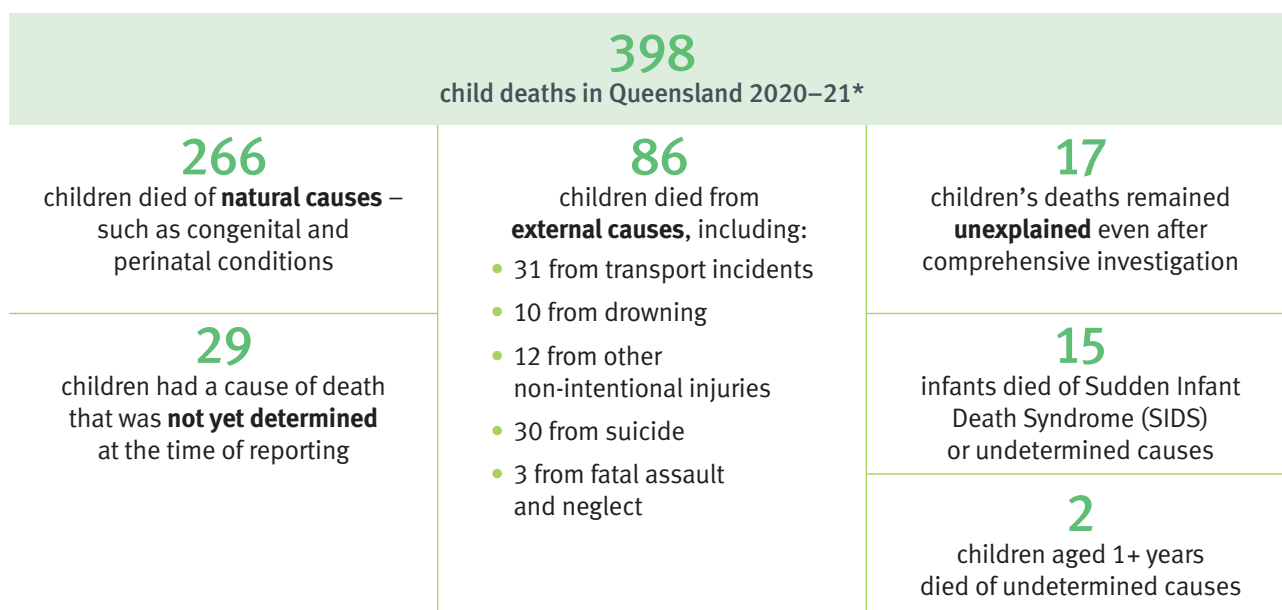 398
child deaths in Queensland 2020–21*
266
children died of natural causes –
such as congenital and
perinatal conditions
29
children had a cause of death
that was not yet determined
at the time of reporting
86
children died from
external causes, including:
• 31 from transport incidents
• 10 from drowning
• 12 from other
non-intentional injuries
• 30 from suicide
• 3 from fatal assault
and neglect
17
children’s deaths remained
unexplained even after
comprehensive investigation
15
infants died of Sudden Infant
Death Syndrome (SIDS)
or undetermined causes
2
children aged 1+ years
died of undetermined causes